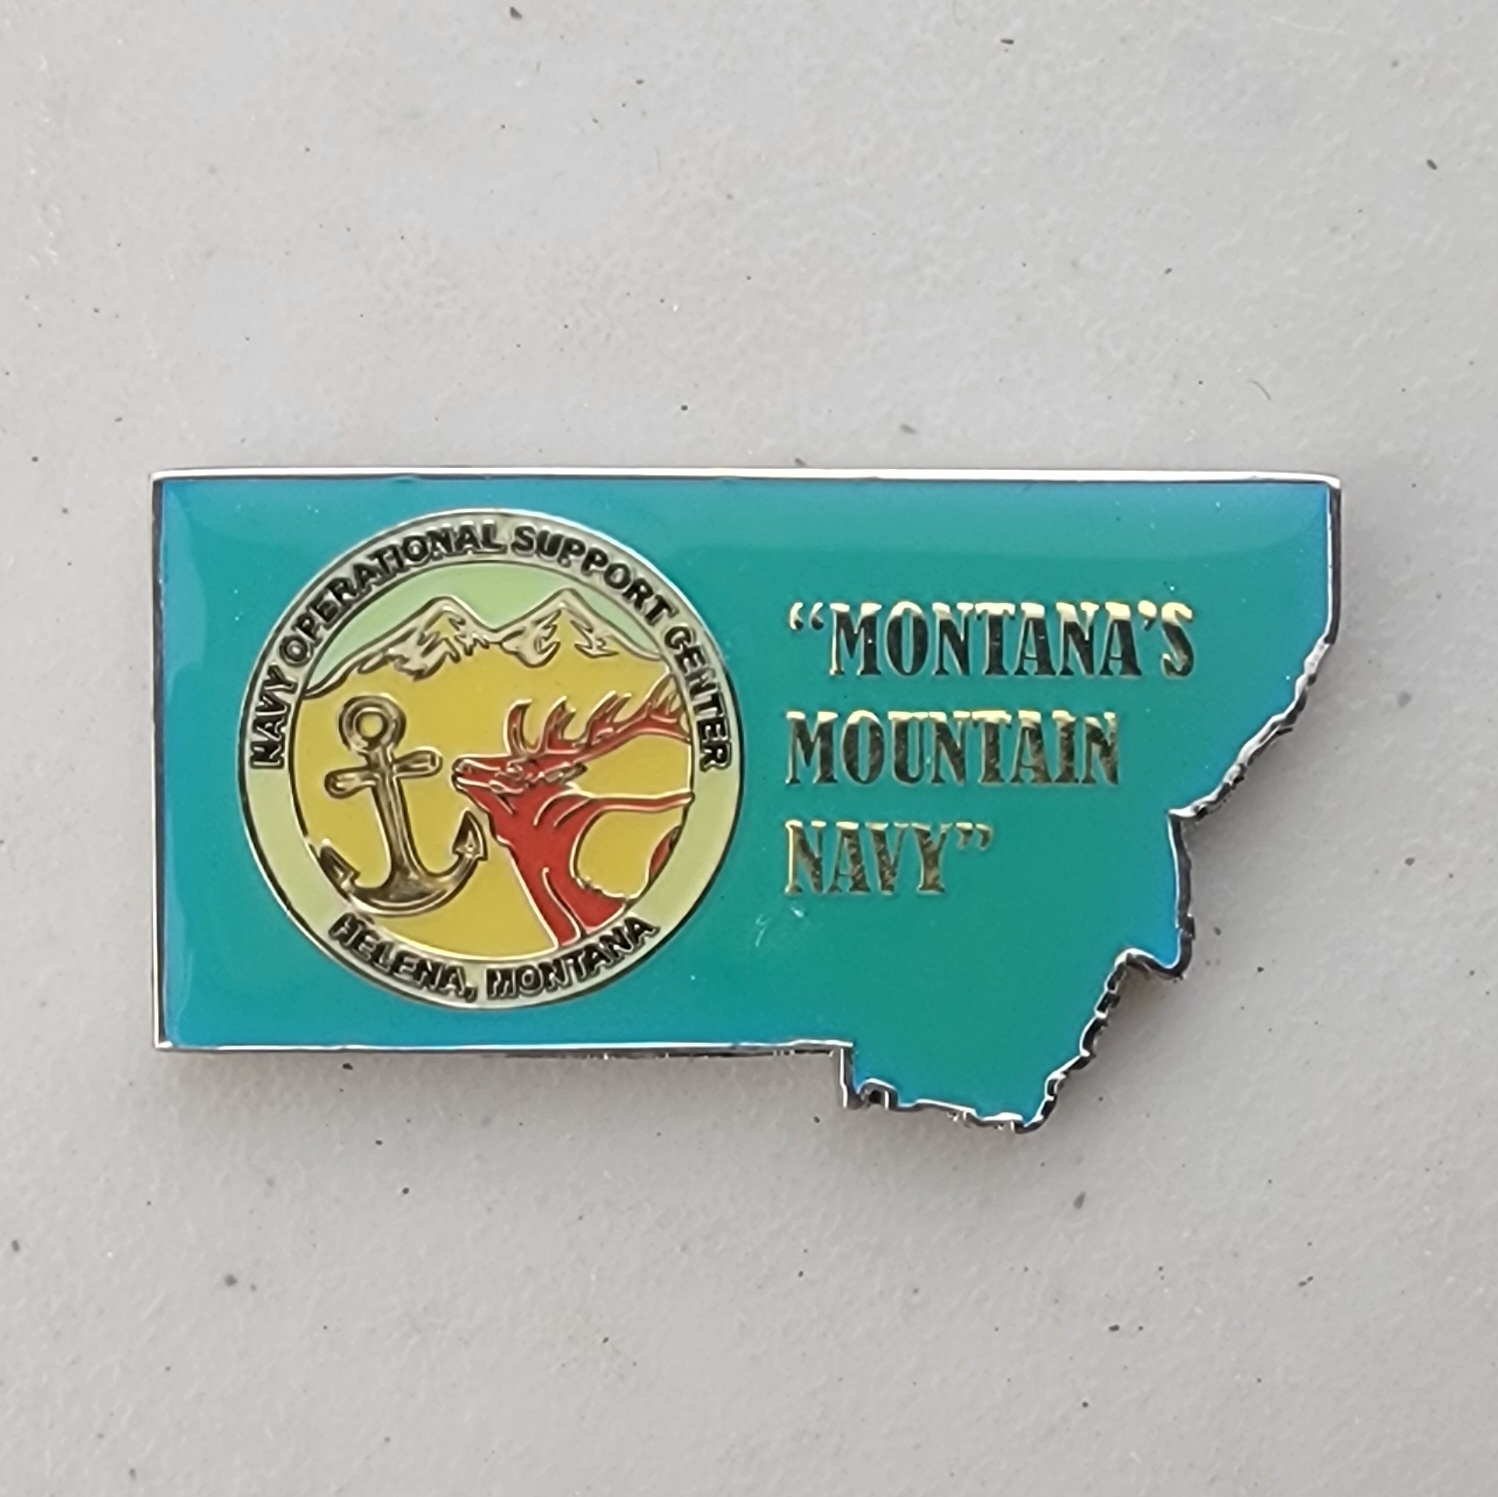 NAVY OPERATIONAL SUPPORT CENTER
HELENA, MONTANA
“MONTANA’S
MOUNTAIN
NAVY”